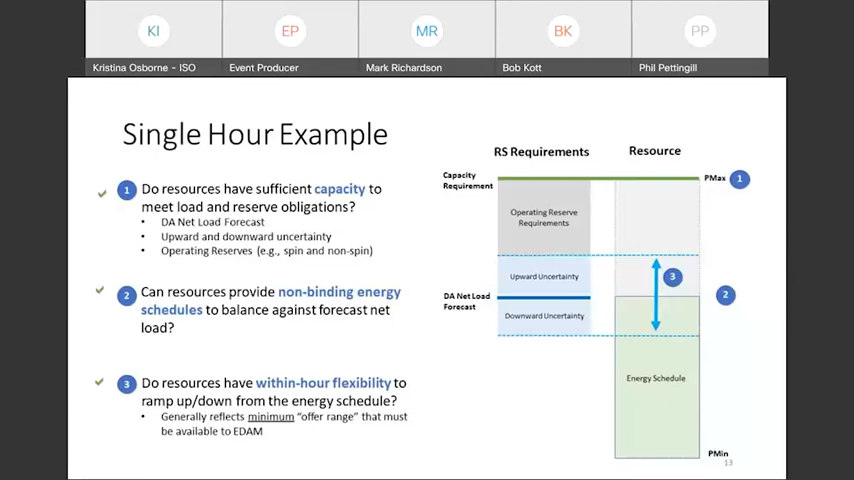 KI
EP
MR
BK
PP
Kristina Osborne - ISO
Event Producer
Mark Richardson
Bob Kott
Phil Pettingill
Single Hour Example
1 Do resources have sufficient capacity to
meet load and reserve obligations?
• DA Net Load Forecast
• Upward and downward uncertainty
• Operating Reserves (e.g., spin and non-spin)
2 Can resources provide non-binding energy
schedules to balance against forecast net
load?
3 Do resources have within-hour flexibility to
ramp up/down from the energy schedule?
• Generally reflects minimum "offer range" that must
be available to EDAM
RS Requirements
Resource
Capacity
Requirement
PMax
1
Operating Reserve
Requirements
Upward Uncertainty
3
2
DA Net Load
Forecast
Downward Uncertainty
Energy Schedule
PMin
13